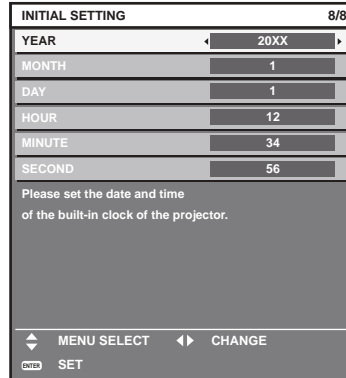 INITIAL SETTING 8/8
YEAR 20XX
MONTH 1
DAY 1
HOUR 12
MINUTE 34
SECOND 56
Please set the date and time
of the built-in clock of the projector.
MENU SELECT CHANGE
ENTER SET